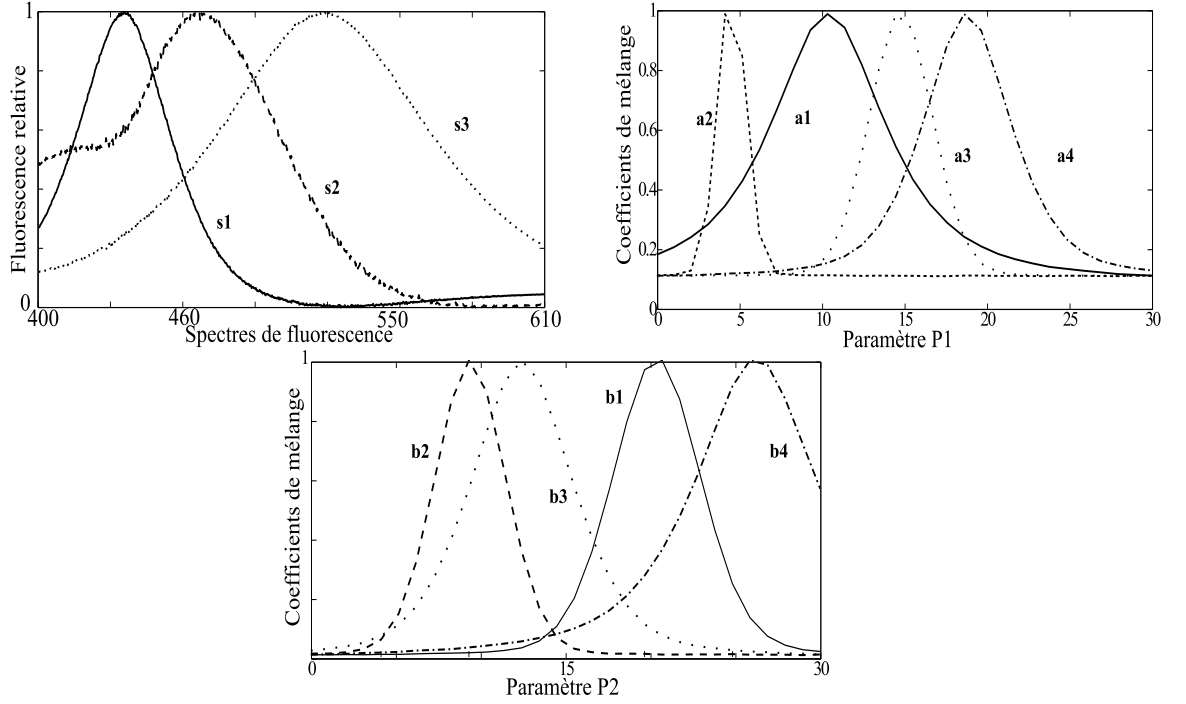 Fluorescence relative
1
0
s1
s2
s3
400
460
550
610
Spectres de fluorescence
Coefficients de mélange
1
0.8
0.6
0.4
0.2
0
a2
a1
a3
a4
0
5
10
15
20
25
30
Paramètre P1
Coefficients de mélange
1
b1
b2
b3
b4
0
15
30
Paramètre P2